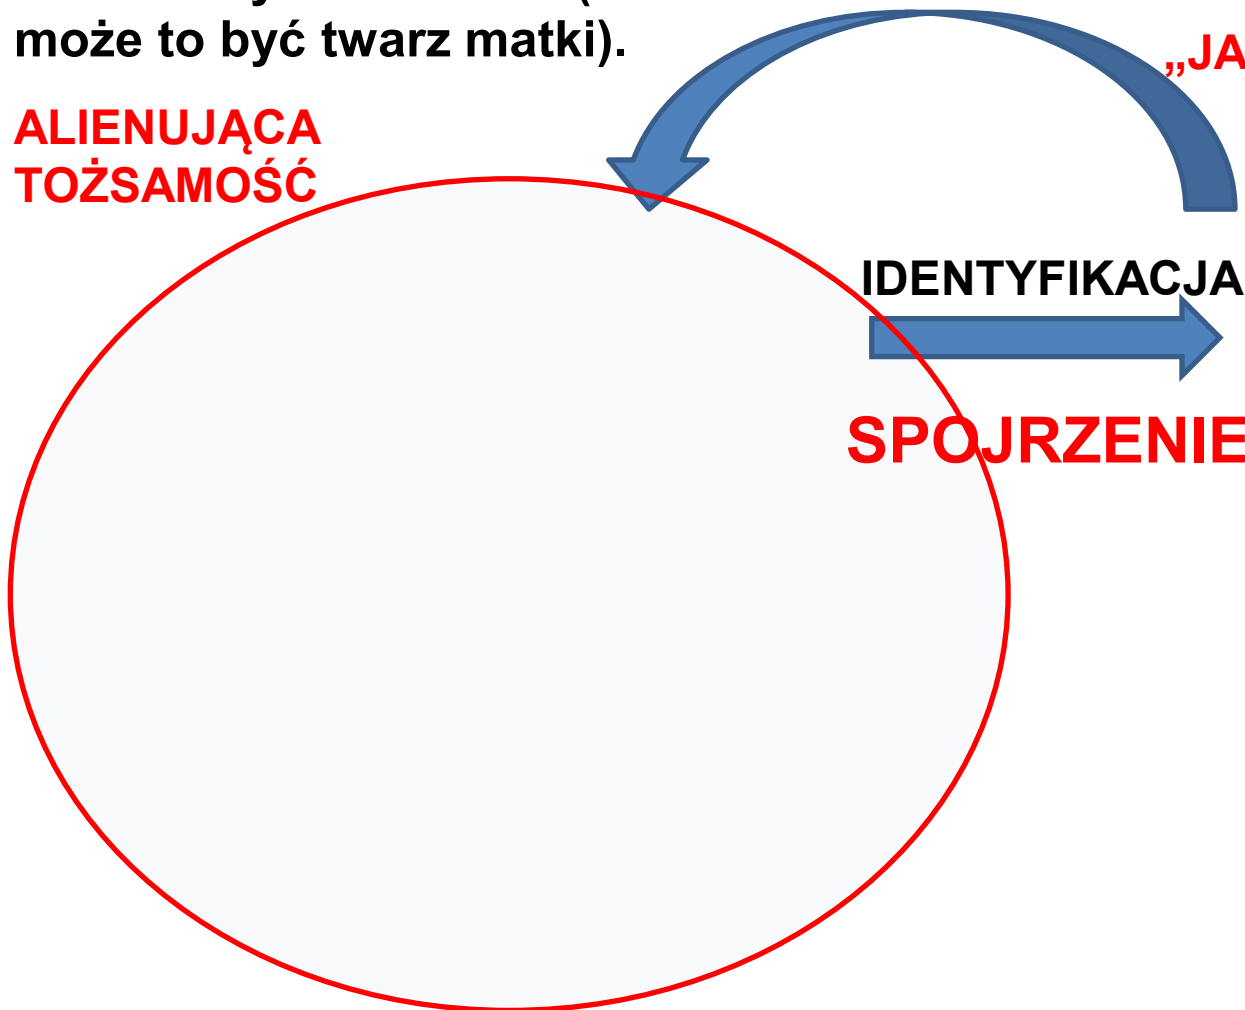 może to być twarz matki).
„JA
ALIENUJĄCA
TOŻSAMOŚĆ
IDENTYFIKACJA
SPOJRZENIE